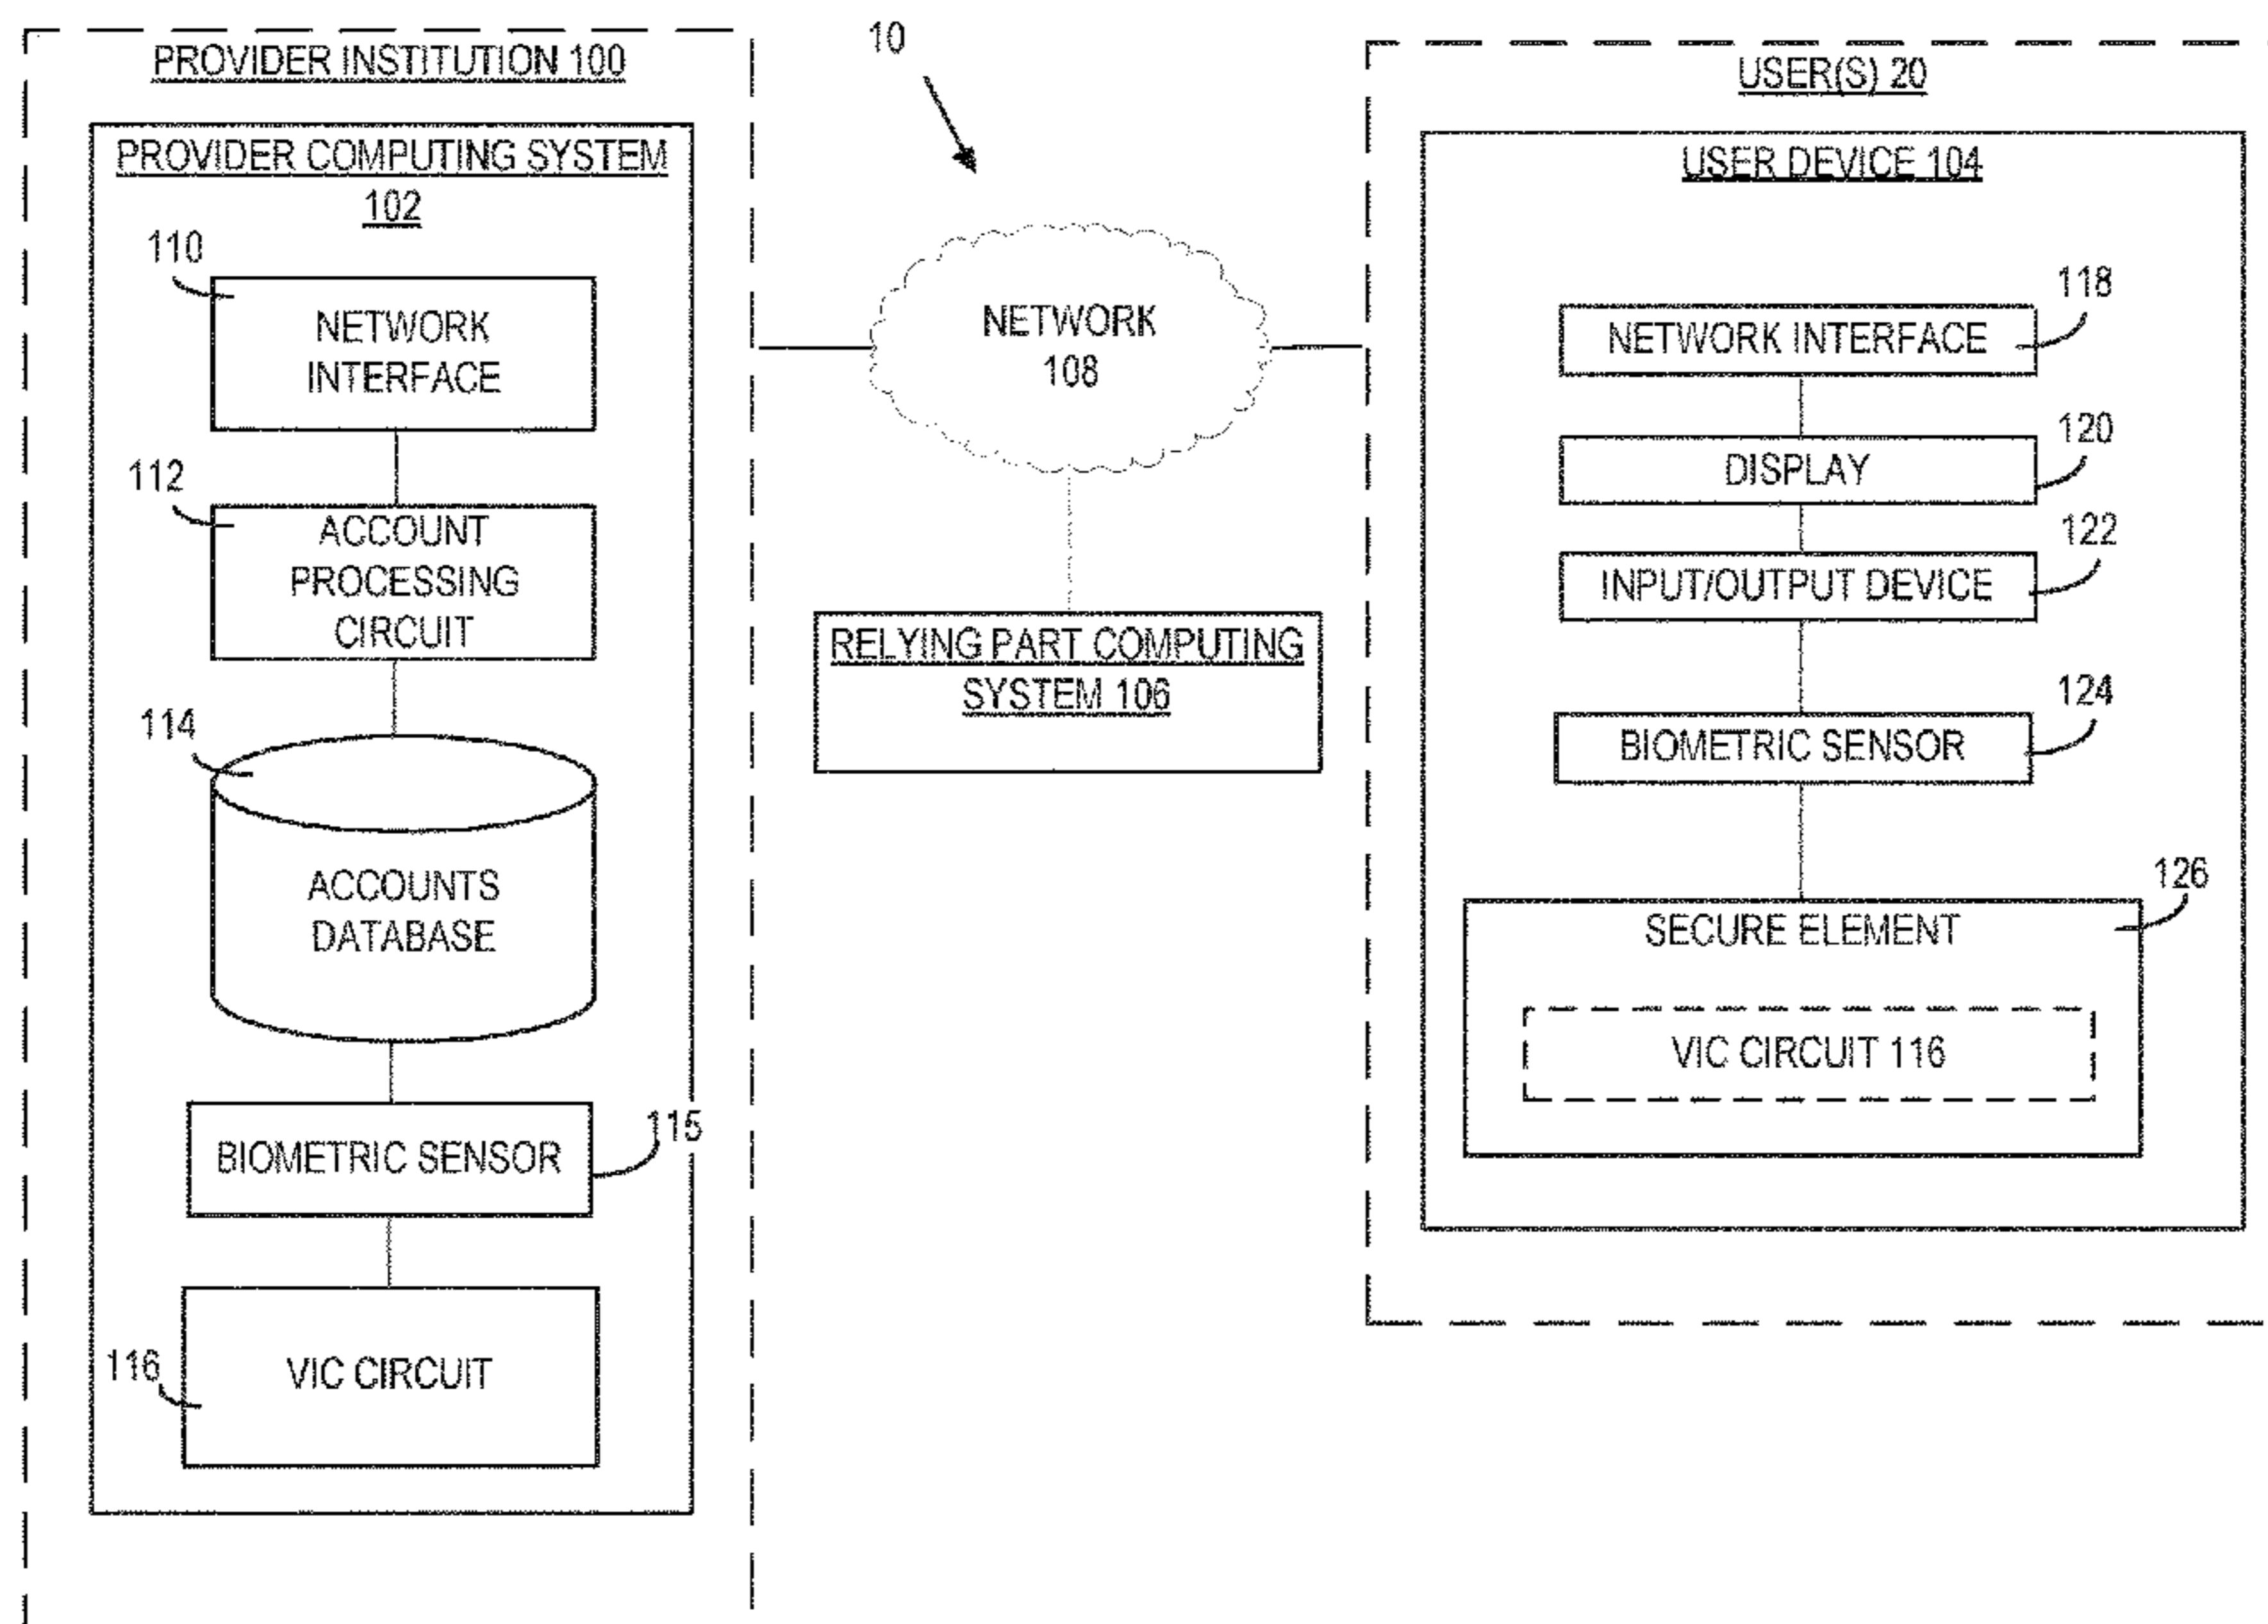 PROVIDER INSTITUTION 100
PROVIDER COMPUTING SYSTEM
102
110
NETWORK
INTERFACE
112
ACCOUNT
PROCESSING
CIRCUIT
114
ACCOUNTS
DATABASE
BIOMETRIC SENSOR
115
116
VIC CIRCUIT
10
NETWORK
108
RELYING PART COMPUTING
SYSTEM 106
USER(S) 20
USER DEVICE 104
118
NETWORK INTERFACE
120
DISPLAY
122
INPUT/OUTPUT DEVICE
124
BIOMETRIC SENSOR
126
SECURE ELEMENT
VIC CIRCUIT 116